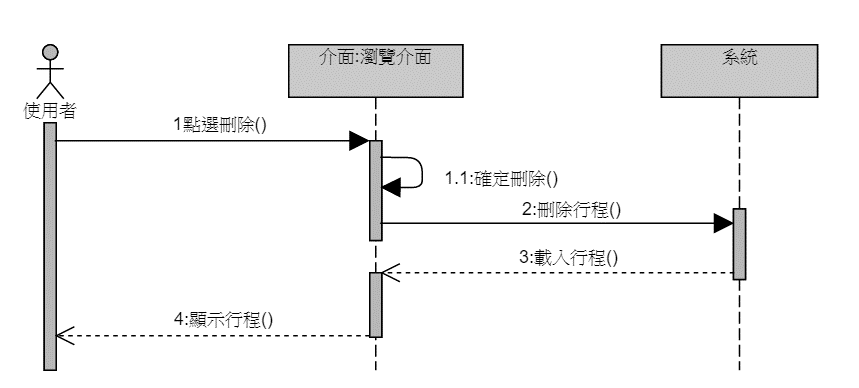 介面:瀏覽介面
系統
使用者
1點選刪除()
1.1:確定刪除()
2:刪除行程()
3:載入行程()
4:顯示行程()